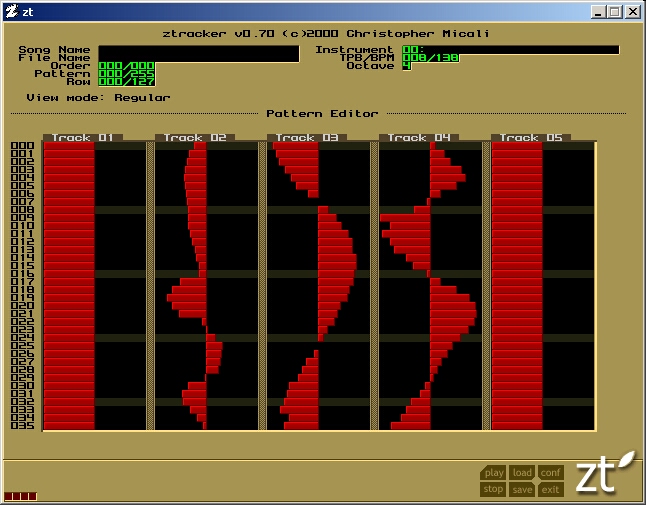 zt
ztracker v0.70 (c)2000 Christopher Micali
Song Name
Instrument 00:
File Name
TPB/BPM 008/138
Order 000/000
Octave 4
Pattern 000/255
Row 000/127
View mode: Regular
Pattern Editor
Track 01 Track 02 Track 03 Track 04 Track 05
000
001
002
003
004
005
006
007
008
009
010
011
012
013
014
015
016
017
018
019
020
021
022
023
024
025
026
027
028
029
030
031
032
033
034
035
play load conf
stop save exit
zt